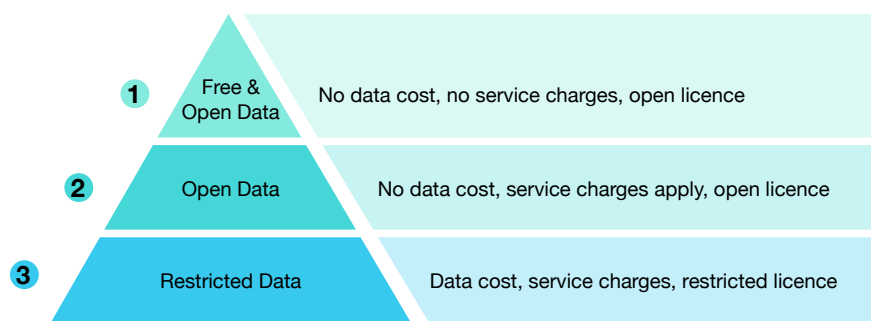 1
Free &
Open Data
No data cost, no service charges, open licence
2
Open Data
No data cost, service charges apply, open licence
3
Restricted Data
Data cost, service charges, restricted licence